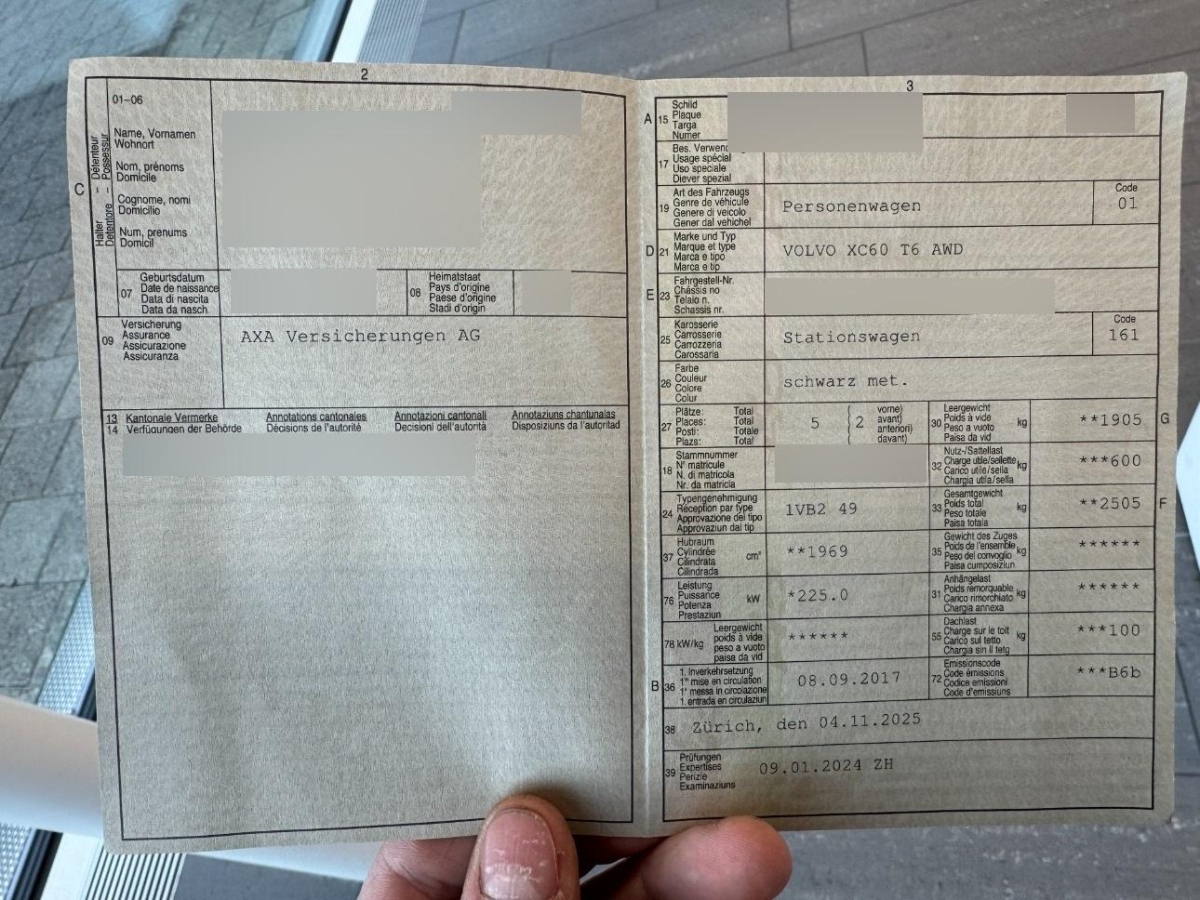 2
01-06
C
Halter - Détenteur
Detentore - Possessur
Name, Vornamen
Wohnort
Nom, prénoms
Domicile
Cognome, nomi
Domicilio
Num, prenums
Domicil
07
Geburtsdatum
Date de naissance
Data di nascita
Data da nasch.
08
Heimatstaat
Pays d'origine
Paese d'origine
Stadi d'origin
09
Versicherung
Assurance
Assicurazione
Assicuranza
AXA Versicherungen AG
13 Kantonale Vermerke Annotations cantonales Annotazioni cantonali Annotaziuns chantunalas
14 Verfügungen der Behörde Décisions de l'autorité Decisioni dell'autorità Disposiziuns da l'autoritad
3
A 15
Schild
Plaque
Targa
Numer
17
Bes. Verwend
Usage spécial
Uso speciale
Diever spezial
19
Art des Fahrzeugs
Genre de véhicule
Genere di veicolo
Gener dal vehichel
Personenwagen
Code
01
D 21
Marke und Typ
Marque et type
Marca e tipo
Marca e tip
VOLVO XC60 T6 AWD
E 23
Fahrgestell-Nr.
Châssis no
Telaio n.
Schassis nr.
25
Karosserie
Carrosserie
Carrozzeria
Carossaria
Stationswagen
Code
161
26
Farbe
Couleur
Colore
Colur
schwarz met.
27
Plätze: Total
Places: Total
Posti: Totale
Plazs: Total
5 ( 2 vorne)
avant)
anteriori)
davant)
30
Leergewicht
Poids à vide
Peso a vuoto
Paisa da vid
kg
**1905
G
18
Stammnummer
N° matricule
N. di matricola
Nr. da matricla
32
Nutz-/Sattellast
Charge utile/sellette
Carico utile/sella
Chargia utila/sella
kg
***600
24
Typengenehmigung
Réception par type
Approvazione del tipo
Approvaziun dal tip
1VB2 49
33
Gesamtgewicht
Poids total
Peso totale
Paisa totala
kg
**2505
F
37
Hubraum
Cylindrée
Cilindrata
Cilindrada
cm³
**1969
35
Gewicht des Zuges
Poids de l'ensemble
Peso del convoglio
Paisa cumposiziun
kg
******
76
Leistung
Puissance
Potenza
Prestaziun
kW
*225.0
31
Anhängelast
Poids remorquable
Carico rimorchiato
Chargia annexa
kg
******
78 kW/kg
Leergewicht
poids à vide
peso a vuoto
paisa da vid
******
55
Dachlast
Charge sur le toit
Carico sul tetto
Chargia sin il tetg
kg
***100
B 36
1. Inverkehrsetzung
1re mise en circulation
1a messa in circolazione
1. entrada en circulaziun
08.09.2017
72
Emissionscode
Code émissions
Codice emissioni
Code d'emissiuns
***B6b
38 Zürich, den 04.11.2025
39
Prüfungen
Expertises
Perizie
Examinaziuns
09.01.2024 ZH